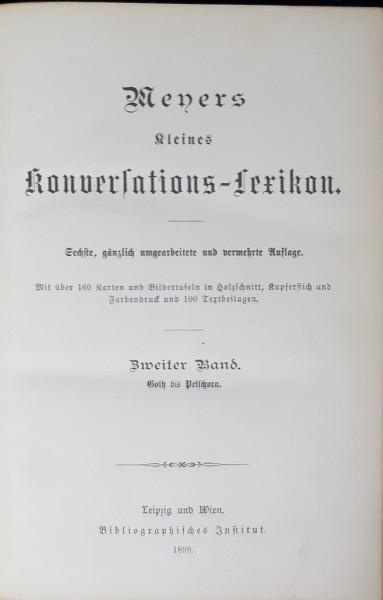 Meyers
Kleines
Konversations-Lexikon.
Sechste, gänzlich umgearbeitete und vermehrte Auflage.
Mit über 160 Karten und Bildertafeln in Holzschnitt, Kupferstich und
Farbendruck und 100 Textbeilagen.
Zweiter Band.
Goltz bis Petschora.
Leipzig und Wien.
Bibliographisches Institut.
1899.